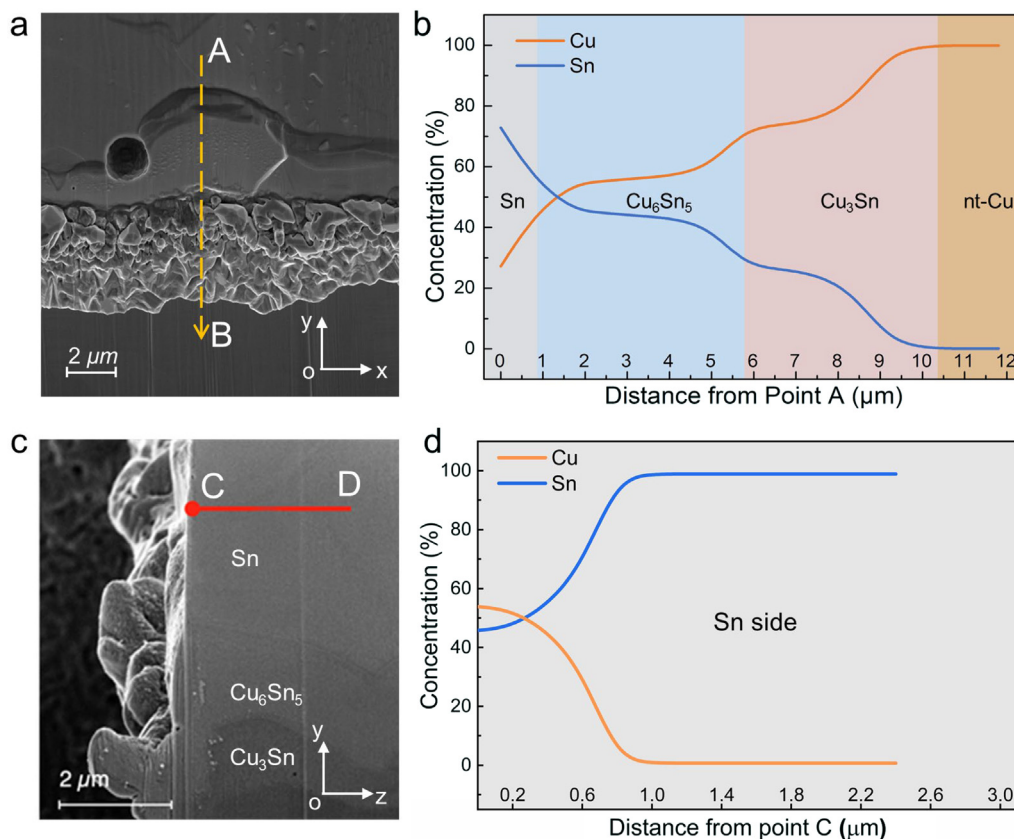 a
A
B
2 μm
y
o
x
b
Cu
Sn
Concentration (%)
100
80
60
40
20
0
Sn
Cu₆Sn₅
Cu₃Sn
nt-Cu
0 1 2 3 4 5 6 7 8 9 10 11 12
Distance from Point A (μm)
c
C
D
Sn
Cu₆Sn₅
Cu₃Sn
2 μm
y
o
z
d
Cu
Sn
Concentration (%)
100
80
60
40
20
0
Sn side
0.2 0.6 1.0 1.4 1.8 2.2 2.6 3.0
Distance from point C (μm)